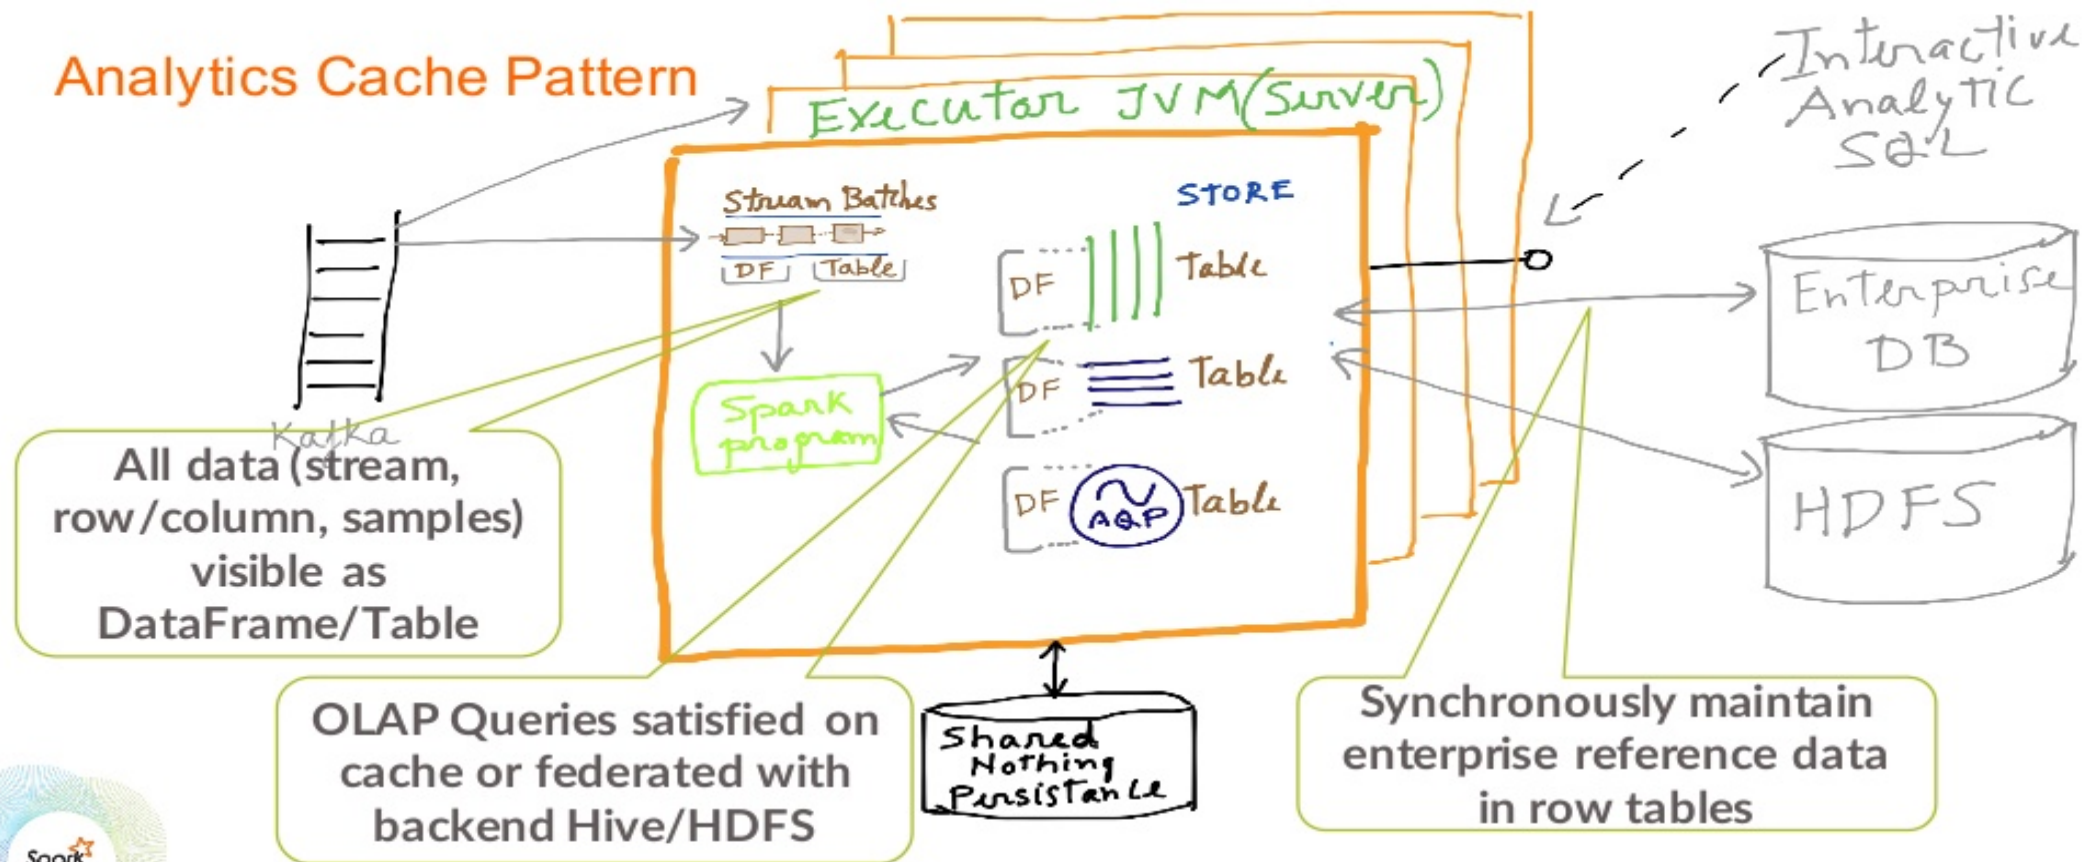 Analytics Cache Pattern
Executor JVM (Server)
Interactive
Analytic
SQL
Stream Batches
DF
Table
STORE
DF
Table
DF
Table
DF
AQP
Table
Spark
program
Kafka
Enterprise
DB
HDFS
All data (stream,
row/column, samples)
visible as
DataFrame/Table
OLAP Queries satisfied on
cache or federated with
backend Hive/HDFS
Shared
Nothing
Persistance
Synchronously maintain
enterprise reference data
in row tables
Spark